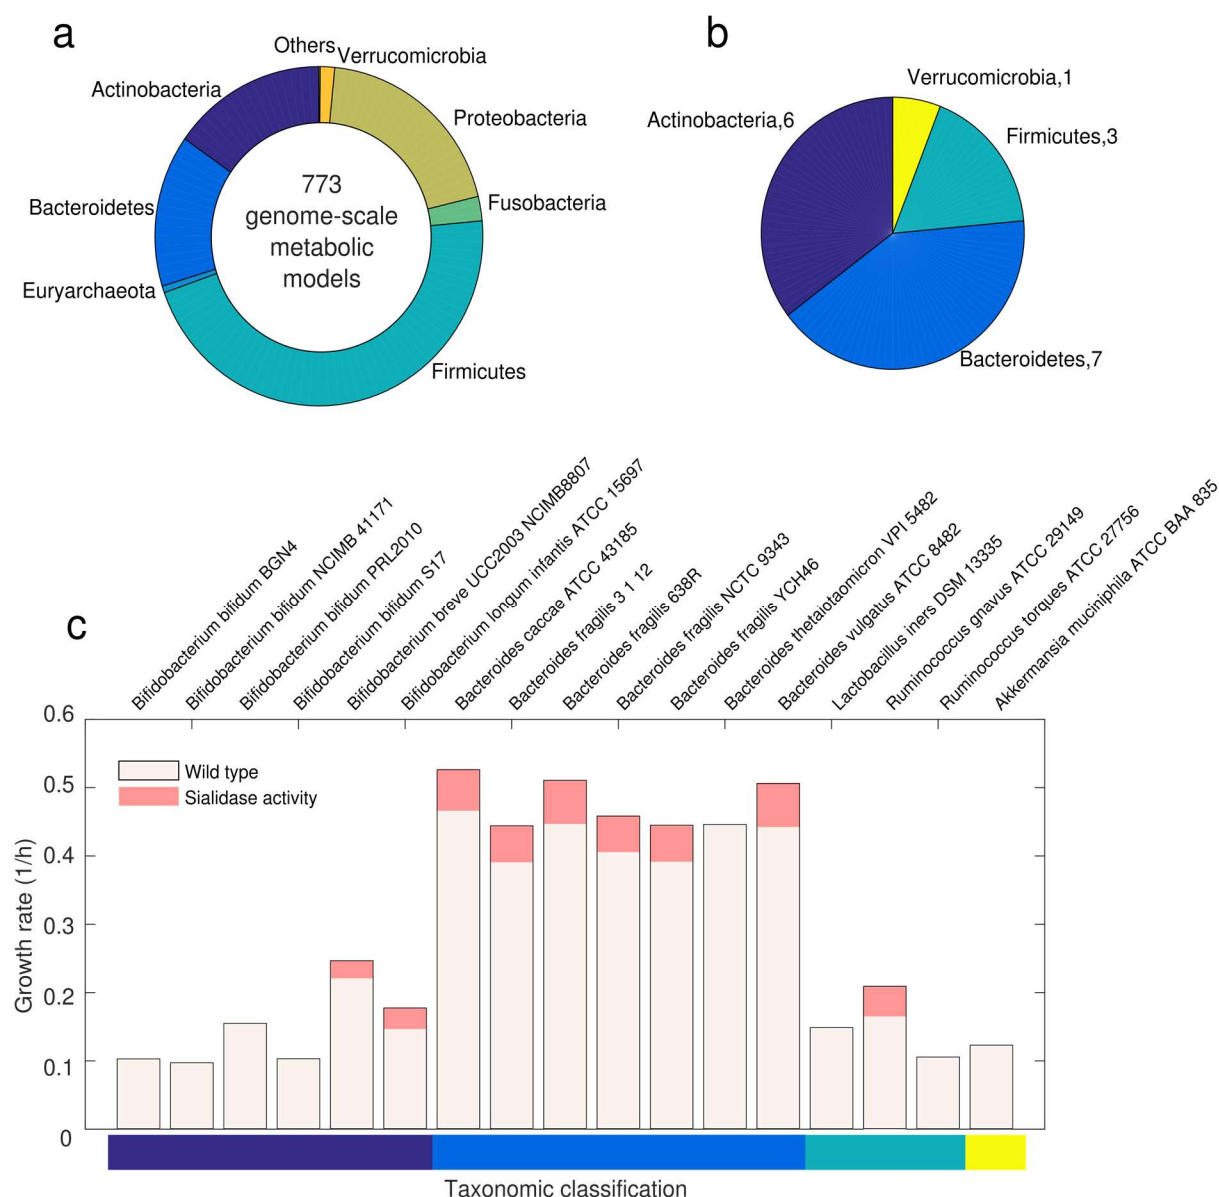 a
Others
Verrucomicrobia
Actinobacteria
Proteobacteria
Bacteroidetes
Fusobacteria
Euryarchaeota
Firmicutes
773
genome-scale
metabolic
models
b
Verrucomicrobia,1
Actinobacteria,6
Firmicutes,3
Bacteroidetes,7
c
Bifidobacterium bifidum BGN4
Bifidobacterium bifidum NCIMB 41171
Bifidobacterium bifidum PRL2010
Bifidobacterium bifidum S17
Bifidobacterium breve UCC2003 NCIMB8807
Bifidobacterium longum infantis ATCC 15697
Bacteroides caccae ATCC 43185
Bacteroides fragilis 3 1 12
Bacteroides fragilis 638R
Bacteroides fragilis NCTC 9343
Bacteroides fragilis YCH46
Bacteroides thetaiotaomicron VPI 5482
Bacteroides vulgatus ATCC 8482
Lactobacillus iners DSM 13335
Ruminococcus gnavus ATCC 29149
Ruminococcus torques ATCC 27756
Akkermansia muciniphila ATCC BAA 835
Wild type
Sialidase activity
Growth rate (1/h)
0.6
0.5
0.4
0.3
0.2
0.1
0
Taxonomic classification